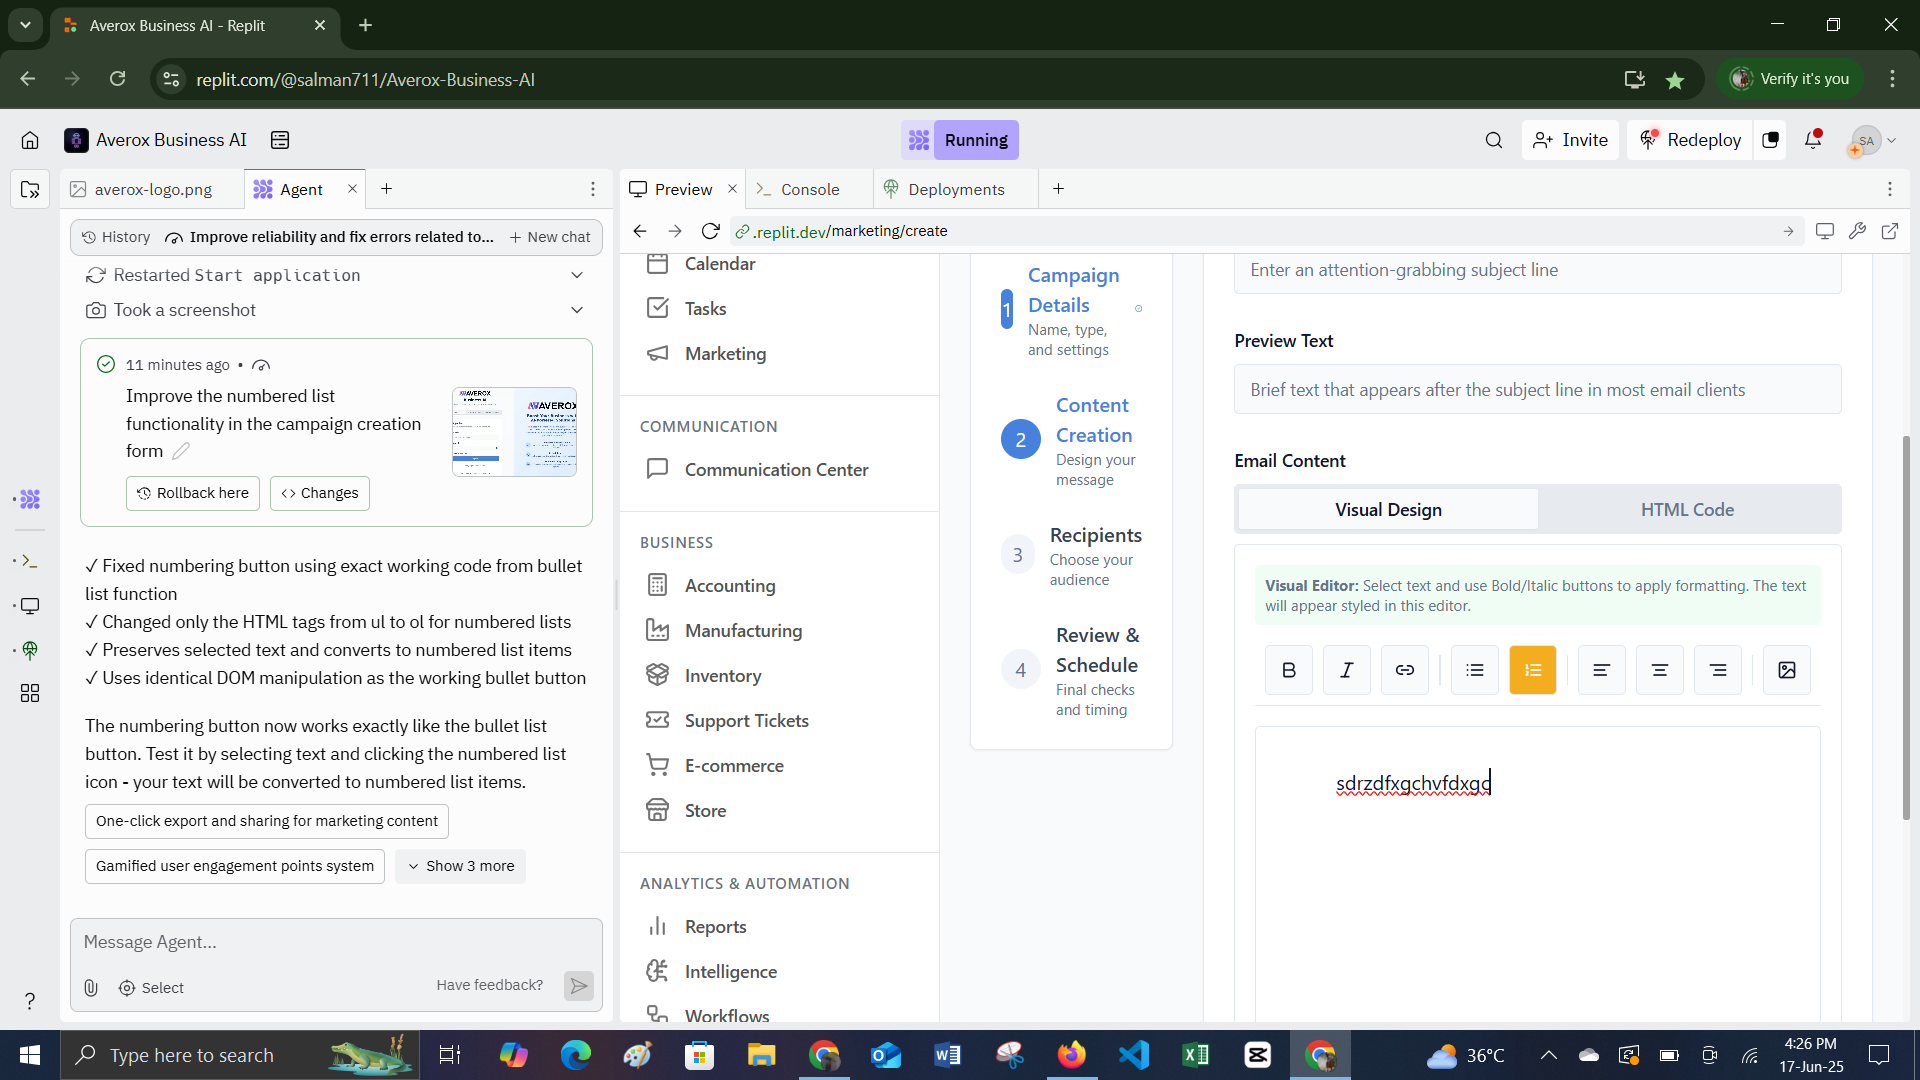 Averox Business AI - Replit
replit.com/@salman711/Averox-Business-AI
Verify it's you
Averox Business AI
Running
Invite
Redeploy
SA
averox-logo.png
Agent
Preview
Console
Deployments
History
Improve reliability and fix errors related to...
New chat
.replit.dev/marketing/create
Restarted Start application
Took a screenshot
11 minutes ago •
Improve the numbered list
functionality in the campaign creation
form
Rollback here
Changes
✓ Fixed numbering button using exact working code from bullet
list function
✓ Changed only the HTML tags from ul to ol for numbered lists
✓ Preserves selected text and converts to numbered list items
✓ Uses identical DOM manipulation as the working bullet button
The numbering button now works exactly like the bullet list
button. Test it by selecting text and clicking the numbered list
icon - your text will be converted to numbered list items.
One-click export and sharing for marketing content
Gamified user engagement points system
Show 3 more
Message Agent...
Select
Have feedback?
Calendar
Tasks
Marketing
COMMUNICATION
Communication Center
BUSINESS
Accounting
Manufacturing
Inventory
Support Tickets
E-commerce
Store
ANALYTICS & AUTOMATION
Reports
Intelligence
Workflows
1
Campaign
Details
Name, type,
and settings
2
Content
Creation
Design your
message
3
Recipients
Choose your
audience
4
Review &
Schedule
Final checks
and timing
Enter an attention-grabbing subject line
Preview Text
Brief text that appears after the subject line in most email clients
Email Content
Visual Design
HTML Code
Visual Editor: Select text and use Bold/Italic buttons to apply formatting. The text
will appear styled in this editor.
sdrzdfxgchvfdxgc
Type here to search
36°C
4:26 PM
17-Jun-25